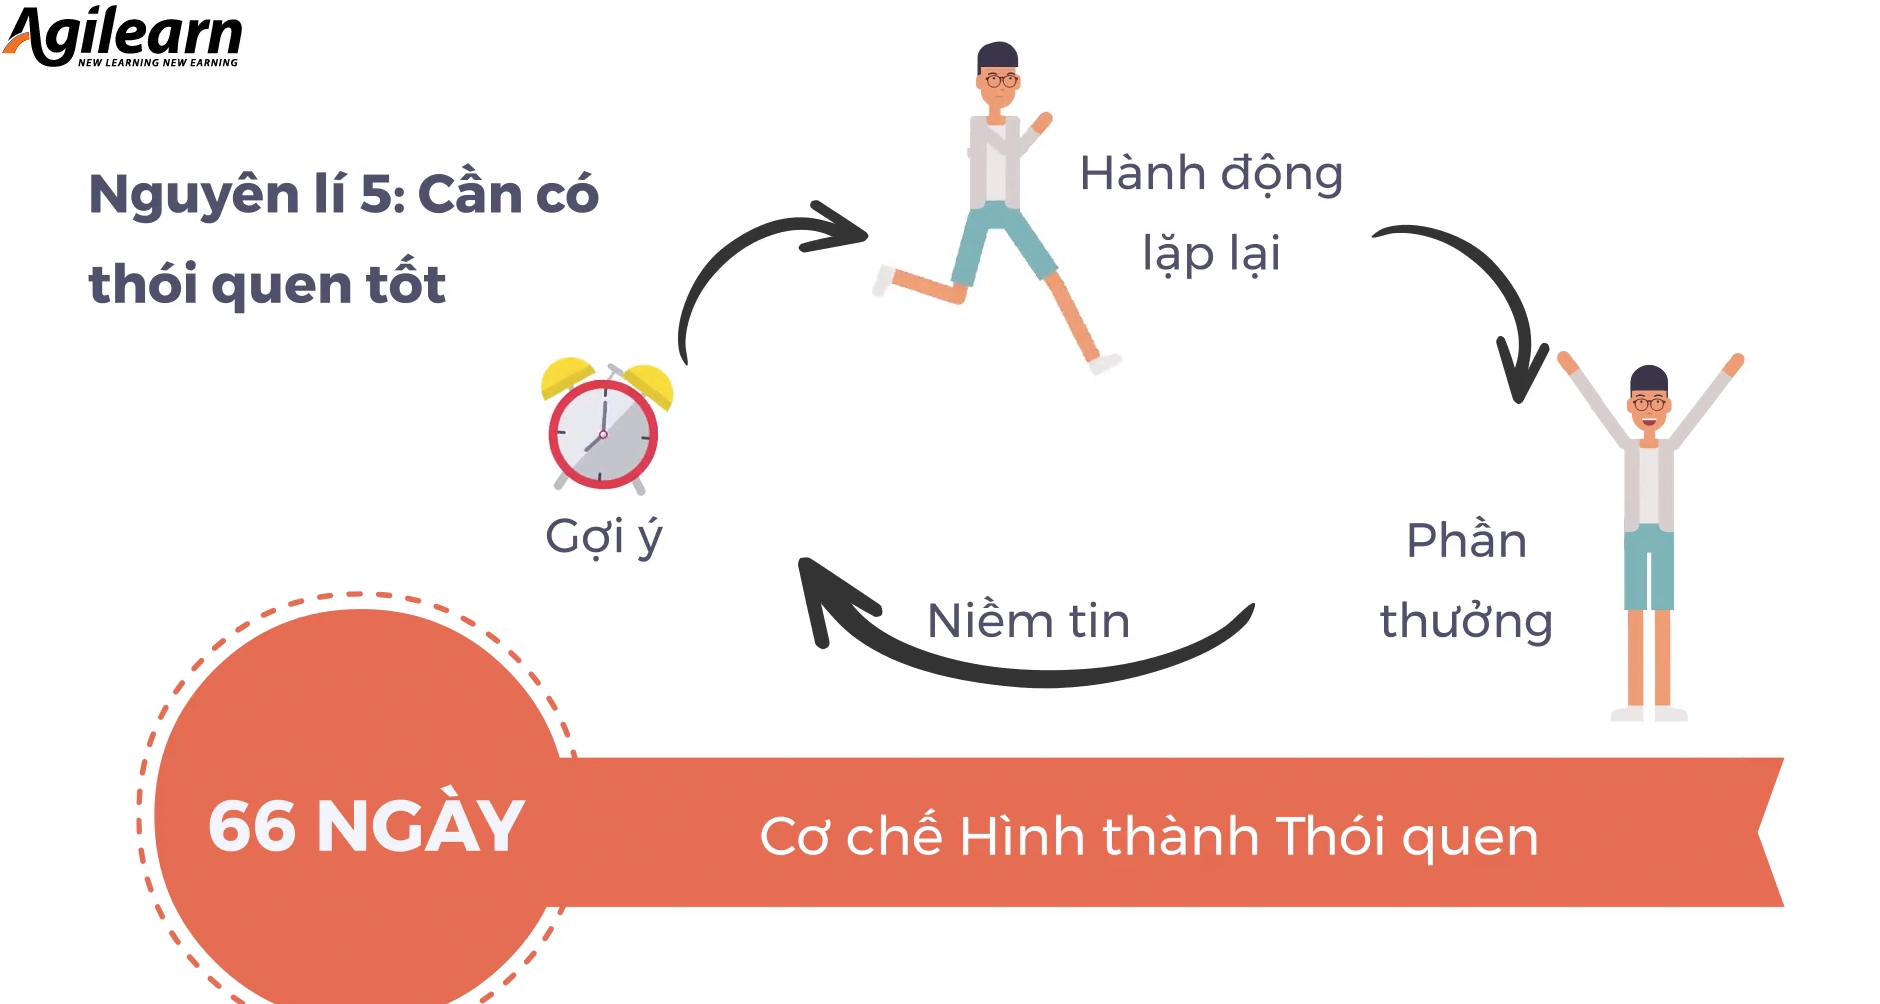 Agilearn
NEW LEARNING NEW EARNING
Nguyên lí 5: Cần có
thói quen tốt
Hành động
lặp lại
Gợi ý
Phần
thưởng
Niềm tin
66 NGÀY
Cơ chế Hình thành Thói quen